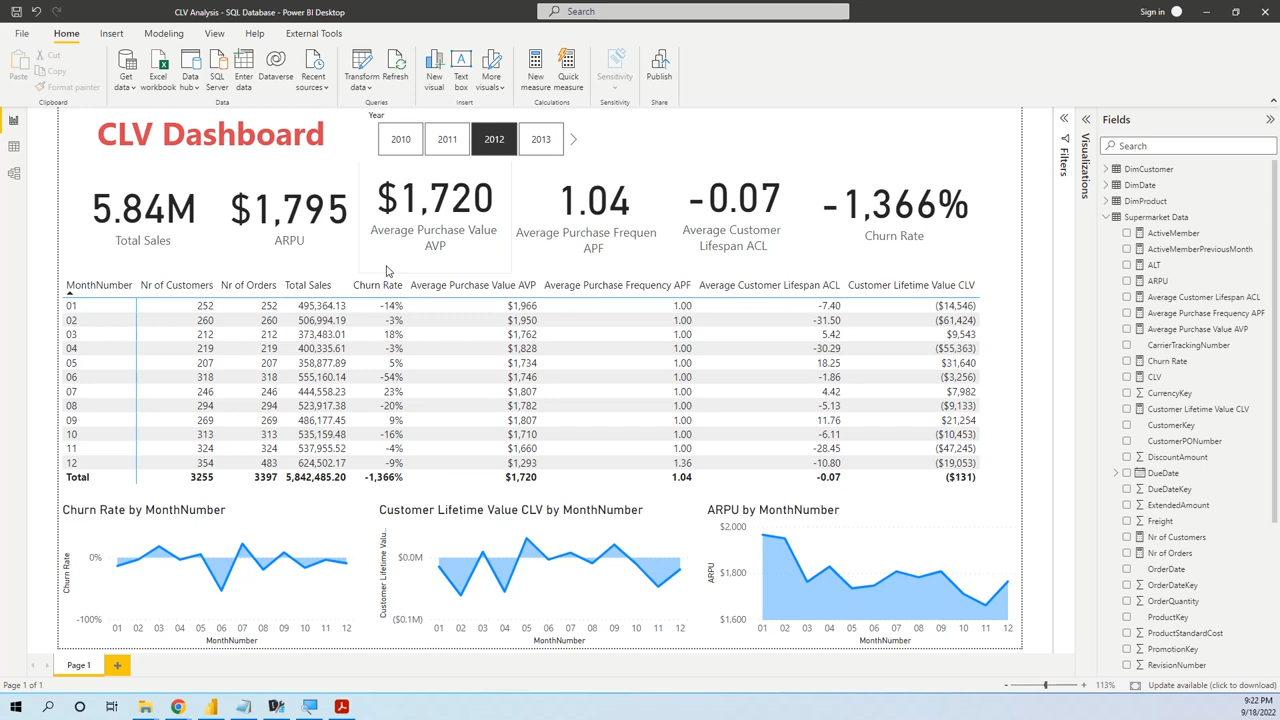 CLV Analysis - SQL Database - Power BI Desktop
Search
Sign in
File
Home
Insert
Modeling
View
Help
External Tools
Paste
Cut
Copy
Format painter
Get data
Excel workbook
Data hub
SQL Server
Enter data
Dataverse
Recent sources
Transform data
Refresh
New visual
Text box
More visuals
New measure
Quick measure
Sensitivity
Publish
Clipboard
Data
Queries
Insert
Calculations
Sensitivity
Share
CLV Dashboard
Year
2010 2011 2012 2013
5.84M
Total Sales
$1,795
ARPU
$1,720
Average Purchase Value
AVP
1.04
Average Purchase Frequen
APF
-0.07
Average Customer
Lifespan ACL
-1,366%
Churn Rate
MonthNumber Nr of Customers Nr of Orders Total Sales Churn Rate Average Purchase Value AVP Average Purchase Frequency APF Average Customer Lifespan ACL Customer Lifetime Value CLV
01 252 252 495,364.13 -14% $1,966 1.00 -7.40 ($14,546)
02 260 260 506,994.19 -3% $1,950 1.00 -31.50 ($61,424)
03 212 212 373,483.01 18% $1,762 1.00 5.42 $9,543
04 219 219 400,335.61 -3% $1,828 1.00 -30.29 ($55,363)
05 207 207 358,877.89 5% $1,734 1.00 18.25 $31,640
06 318 318 555,160.14 -54% $1,746 1.00 -1.86 ($3,256)
07 246 246 444,558.23 23% $1,807 1.00 4.42 $7,982
08 294 294 523,917.38 -20% $1,782 1.00 -5.13 ($9,133)
09 269 269 486,177.45 9% $1,807 1.00 11.76 $21,254
10 313 313 535,159.48 -16% $1,710 1.00 -6.11 ($10,453)
11 324 324 537,955.52 -4% $1,660 1.00 -28.45 ($47,245)
12 354 483 624,502.17 -9% $1,293 1.36 -10.80 ($19,053)
Total 3255 3397 5,842,485.20 -1,366% $1,720 1.04 -0.07 ($131)
Churn Rate by MonthNumber
Churn Rate
0%
-100%
01 02 03 04 05 06 07 08 09 10 11 12
MonthNumber
Customer Lifetime Value CLV by MonthNumber
Customer Lifetime Valu...
$0.0M
($0.1M)
01 02 03 04 05 06 07 08 09 10 11 12
MonthNumber
ARPU by MonthNumber
ARPU
$2,000
$1,800
$1,600
01 02 03 04 05 06 07 08 09 10 11 12
MonthNumber
Filters
Visualizations
Fields
Search
DimCustomer
DimDate
DimProduct
Supermarket Data
ActiveMember
ActiveMemberPreviousMonth
ALT
ARPU
Average Customer Lifespan ACL
Average Purchase Frequency APF
Average Purchase Value AVP
CarrierTrackingNumber
Churn Rate
CLV
CurrencyKey
Customer Lifetime Value CLV
CustomerKey
CustomerPONumber
DiscountAmount
DueDate
DueDateKey
ExtendedAmount
Freight
Nr of Customers
Nr of Orders
OrderDate
OrderDateKey
OrderQuantity
ProductKey
ProductStandardCost
PromotionKey
RevisionNumber
Page 1
Page 1 of 1
- + 113%
Update available (click to download)
9:22 PM
9/18/2022